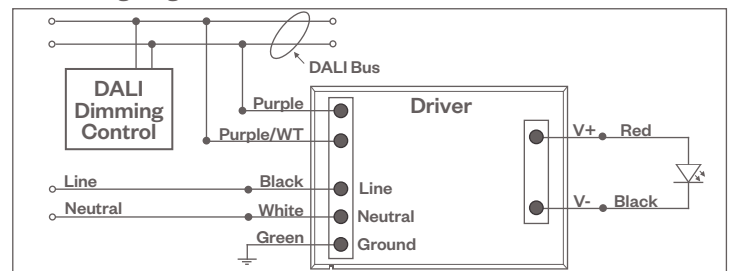 DALI Bus
DALI
Dimming
Control
Purple
Driver
Purple/WT
V+ Red
Line Black Line
V- Black
Neutral White Neutral
Green Ground